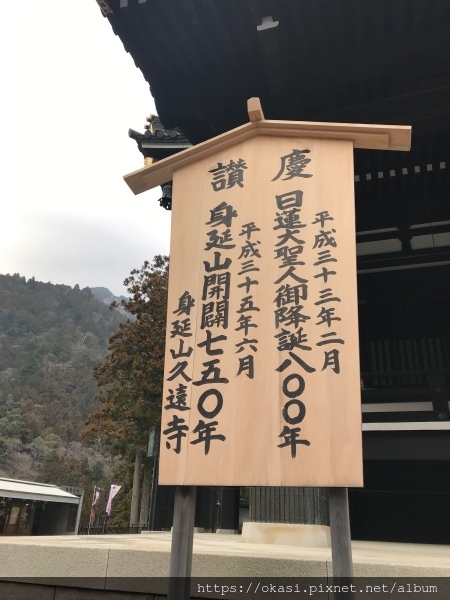 慶
平成三十三年二月
日蓮大聖人御降誕八〇〇年
讃
平成三十五年六月
身延山開闢七五〇年
身延山久遠寺
https://okasi.pixnet.net/album